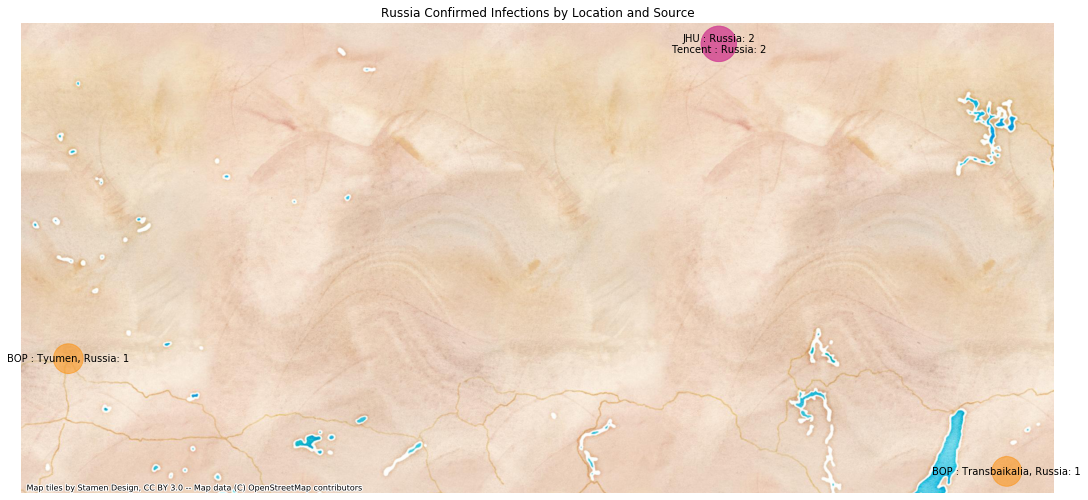 Russia Confirmed Infections by Location and Source
JHU : Russia: 2
Tencent : Russia: 2
BOP : Tyumen, Russia: 1
BOP : Transbaikalia, Russia: 1
Map tiles by Stamen Design, CC BY 3.0 -- Map data (C) OpenStreetMap contributors